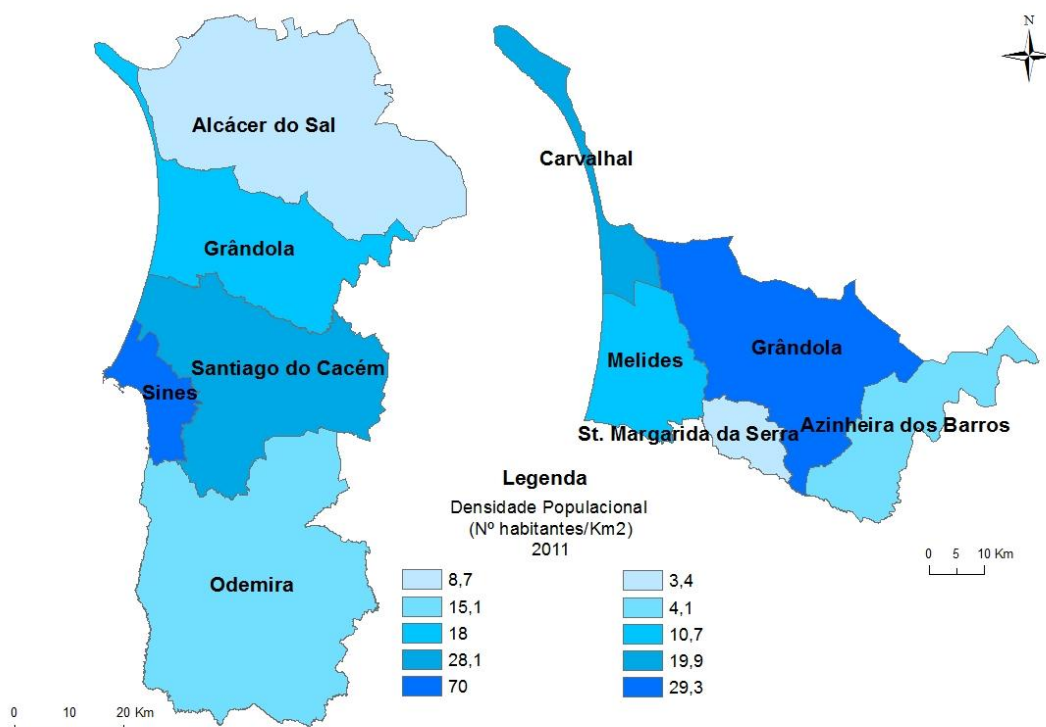 N
Alcácer do Sal
Grândola
Santiago do Cacém
Sines
Odemira
Carvalhal
Grândola
Melides
St. Margarida da Serra
Azinheira dos Barros
Legenda
Densidade Populacional
(Nº habitantes/Km2)
2011
8,7
15,1
18
28,1
70
3,4
4,1
10,7
19,9
29,3
0 5 10 Km
0 10 20 Km